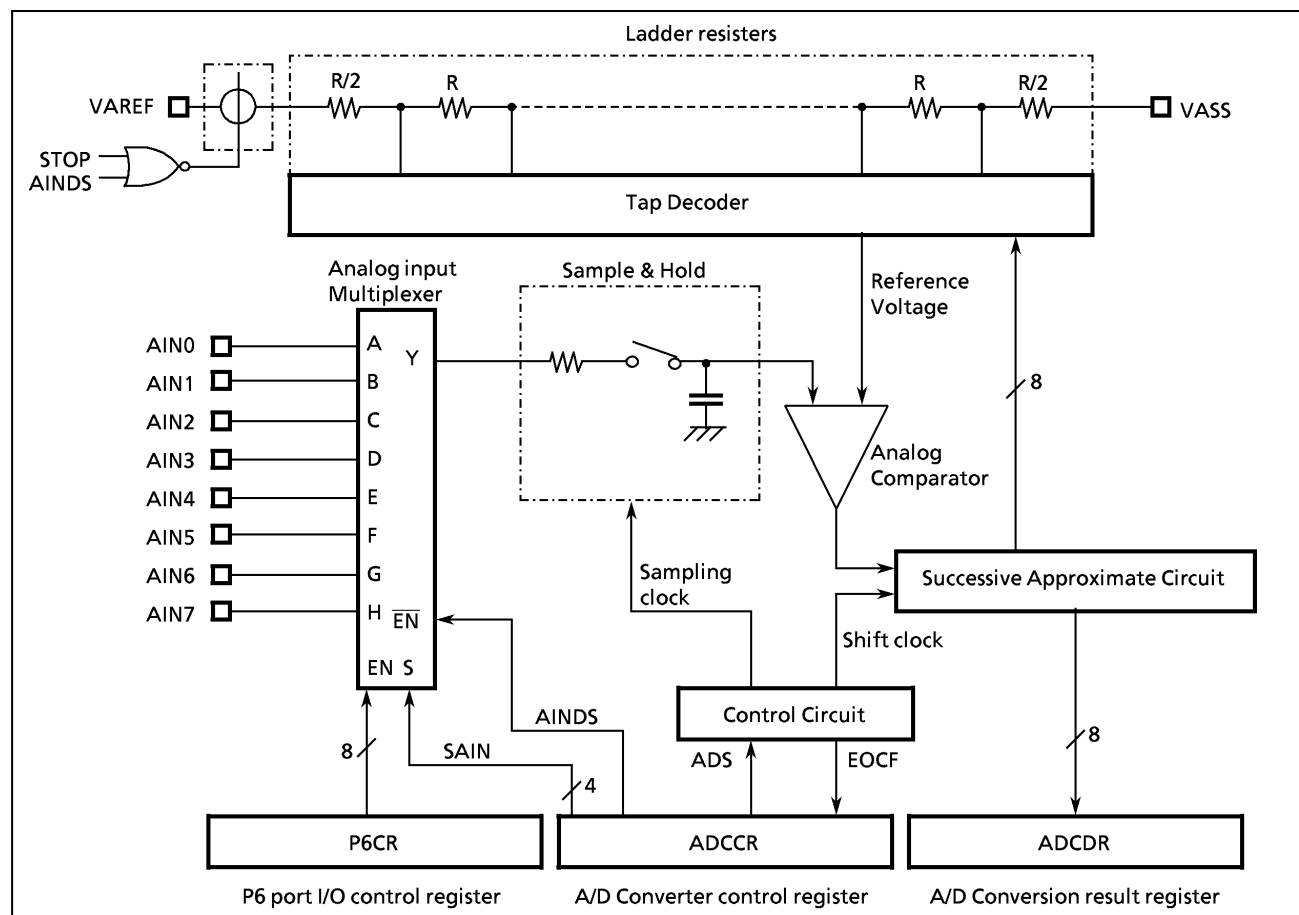 Ladder resisters
R/2
R
R
R/2
VAREF
VASS
STOP
AINDS
Tap Decoder
Analog input
Multiplexer
Sample & Hold
Reference
Voltage
AIN0
A
Y
AIN1
B
8
AIN2
C
AIN3
D
Analog
Comparator
AIN4
E
AIN5
F
AIN6
G
Sampling
clock
Successive Approximate Circuit
AIN7
H
EN
Shift clock
EN S
Control Circuit
AINDS
8
SAIN
ADS
EOCF
8
4
P6CR
ADCCR
ADCDR
P6 port I/O control register
A/D Converter control register
A/D Conversion result register